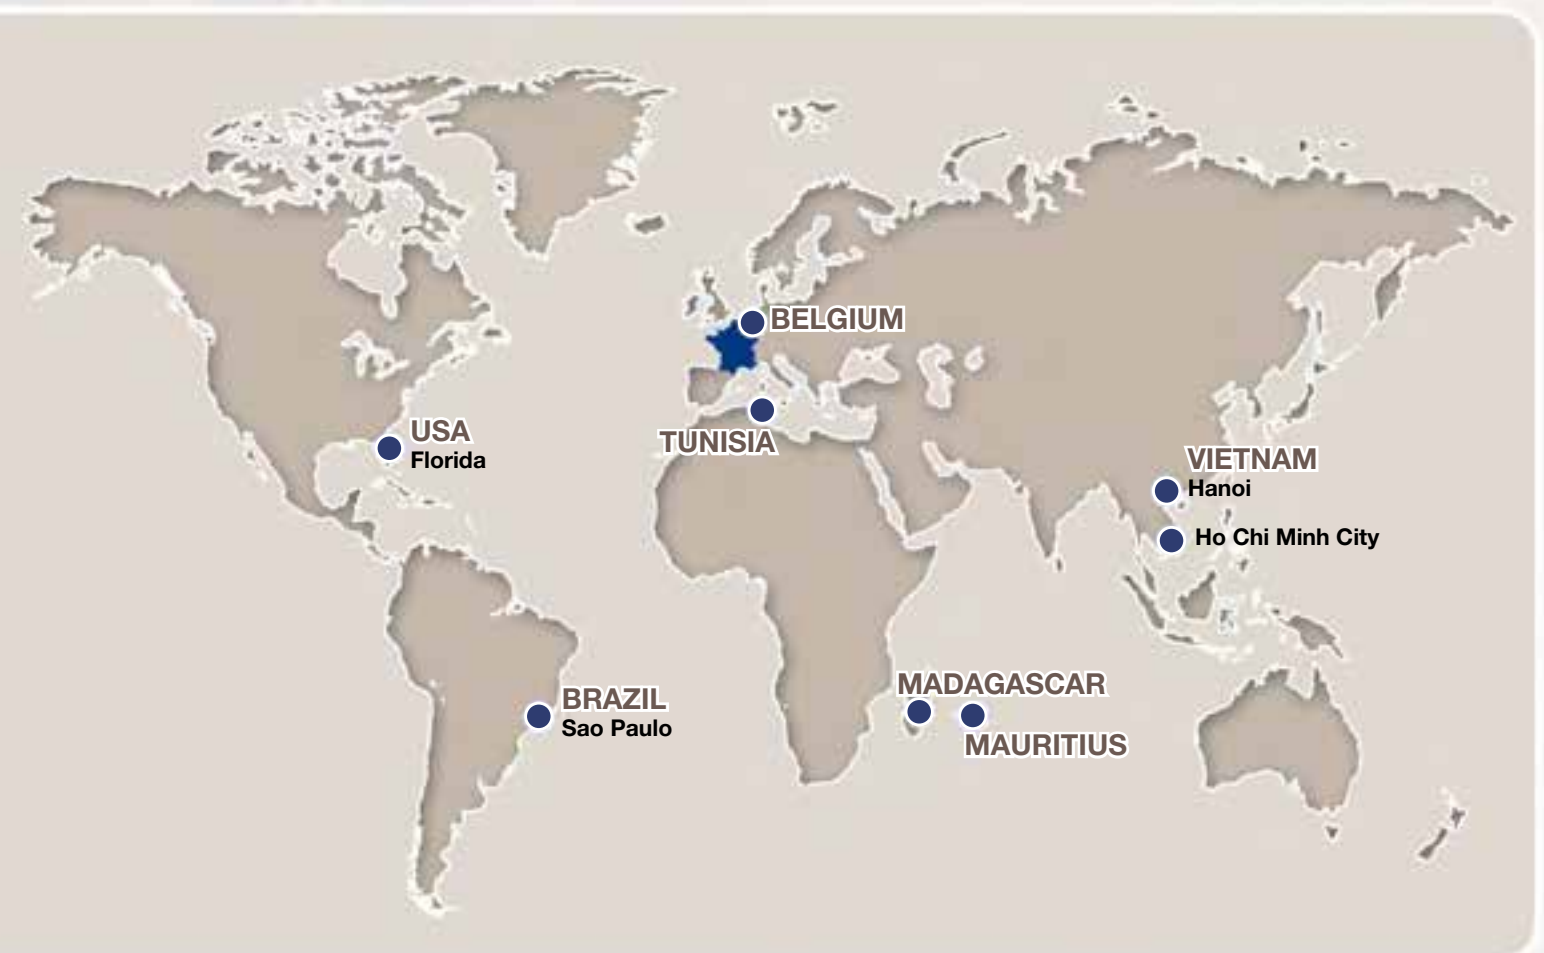 BELGIUM
USA
Florida
TUNISIA
VIETNAM
Hanoi
Ho Chi Minh City
MADAGASCAR
BRAZIL
Sao Paulo
MAURITIUS